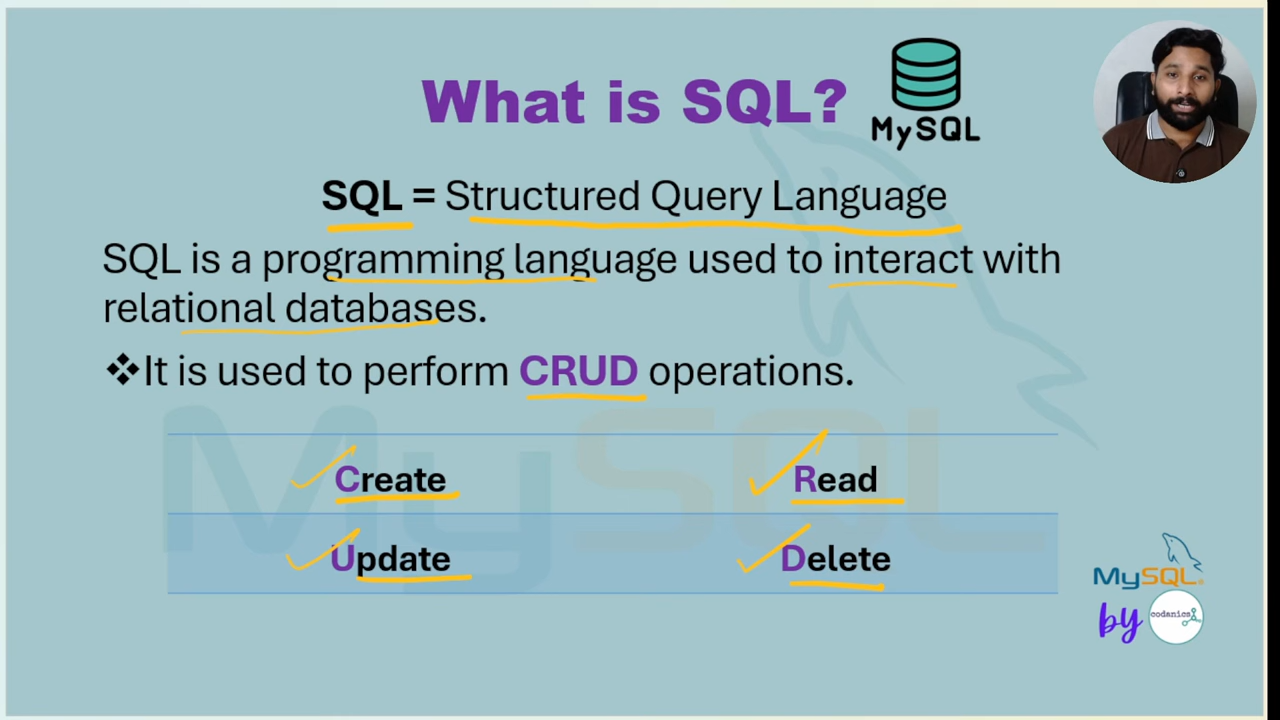 What is SQL?
MySQL
SQL = Structured Query Language
SQL is a programming language used to interact with
relational databases.
❖It is used to perform CRUD operations.
MySQL
Create Read
Update Delete
MySQL®
by codanics